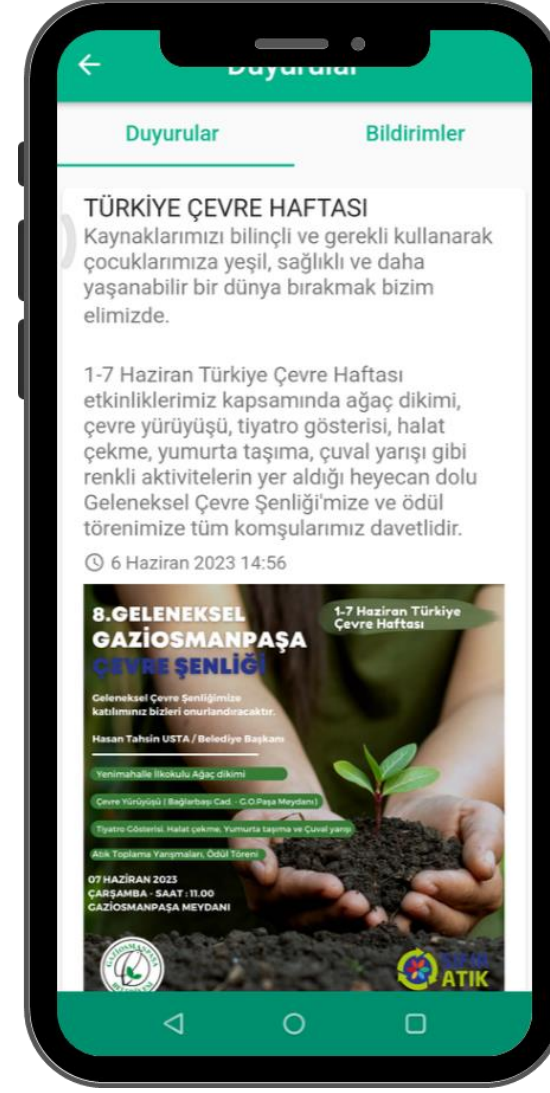 Duyurular
Duyurular
Bildirimler
TÜRKİYE ÇEVRE HAFTASI
Kaynaklarımızı bilinçli ve gerekli kullanarak
çocuklarımıza yeşil, sağlıklı ve daha
yaşanabilir bir dünya bırakmak bizim
elimizde.
1-7 Haziran Türkiye Çevre Haftası
etkinliklerimiz kapsamında ağaç dikimi,
çevre yürüyüşü, tiyatro gösterisi, halat
çekme, yumurta taşıma, çuval yarışı gibi
renkli aktivitelerin yer aldığı heyecan dolu
Geleneksel Çevre Şenliği'mize ve ödül
törenimize tüm komşularımız davetlidir.
6 Haziran 2023 14:56
8.GELENEKSEL
GAZİOSMANPAŞA
ÇEVRE ŞENLİĞİ
1-7 Haziran Türkiye
Çevre Haftası
Geleneksel Çevre Şenliğimize
katılımınız bizleri onurlandıracaktır.
Hasan Tahsin USTA / Belediye Başkanı
Yenimahalle İlkokulu Ağaç dikimi
Çevre Yürüyüşü ( Bağlarbaşı Cad. - G.O.Paşa Meydanı )
Tiyatro Gösterisi, Halat çekme, Yumurta taşıma ve Çuval yarışı
Atık Toplama Yarışmaları, Ödül Töreni
07 HAZİRAN 2023
ÇARŞAMBA - SAAT : 11.00
GAZİOSMANPAŞA MEYDANI
GAZİOSMANPAŞA
BELEDİYESİ
SIFIR
ATIK